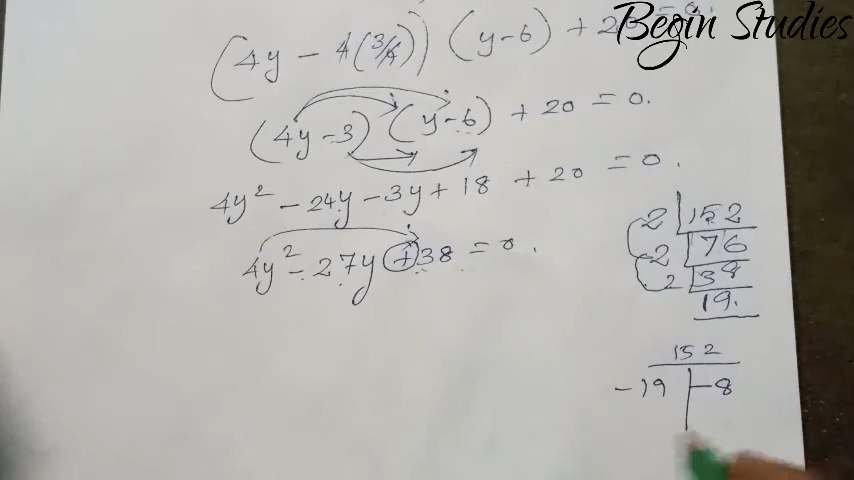 Begin Studies
(4y - 4(3/4)) (y-6) + 20 = 0.
(4y - 3) (y - 6) + 20 = 0.
4y² - 24y - 3y + 18 + 20 = 0.
4y² - 27y + 38 = 0.
2 | 152
2 | 76
2 | 38
19.
152
-19 | -8